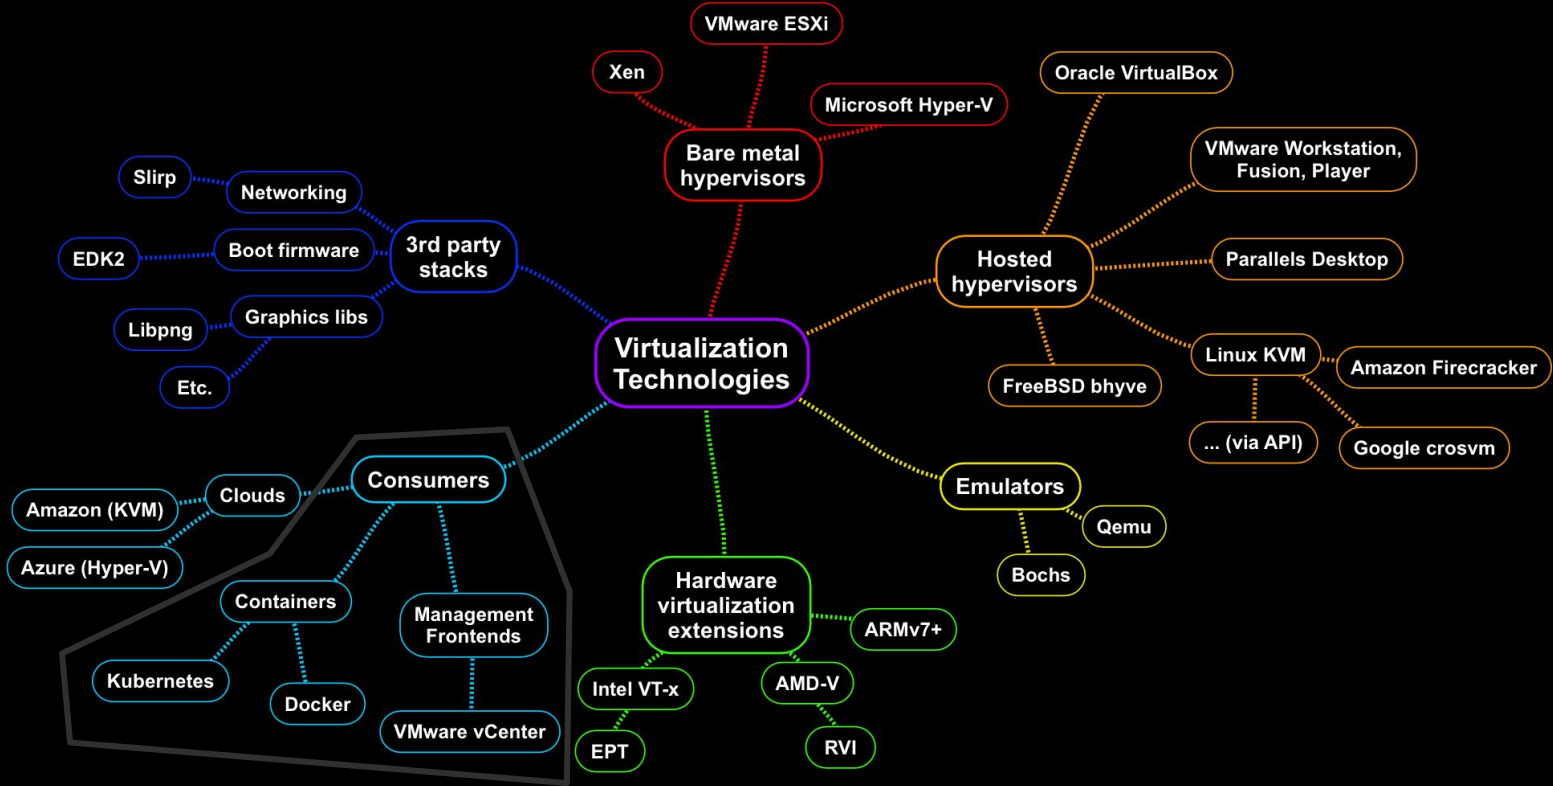 VMware ESXi
Xen
Microsoft Hyper-V
Bare metal
hypervisors
Oracle VirtualBox
VMware Workstation,
Fusion, Player
Hosted
hypervisors
Parallels Desktop
Linux KVM
Amazon Firecracker
FreeBSD bhyve
... (via API)
Google crosvm
Slirp
Networking
3rd party
stacks
EDK2
Boot firmware
Libpng
Graphics libs
Etc.
Virtualization
Technologies
Consumers
Clouds
Amazon (KVM)
Azure (Hyper-V)
Containers
Kubernetes
Docker
Management
Frontends
VMware vCenter
Hardware
virtualization
extensions
ARMv7+
Intel VT-x
AMD-V
EPT
RVI
Emulators
Qemu
Bochs